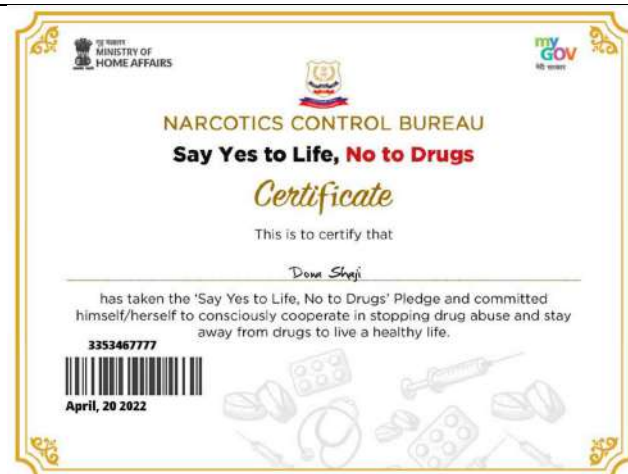 MINISTRY OF
HOME AFFAIRS
my
GOV
मेरी सरकार
NARCOTICS CONTROL BUREAU
Say Yes to Life, No to Drugs
Certificate
This is to certify that
Dona Shaji
has taken the 'Say Yes to Life, No to Drugs' Pledge and committed
himself/herself to consciously cooperate in stopping drug abuse and stay
away from drugs to live a healthy life.
3353467777
April, 20 2022